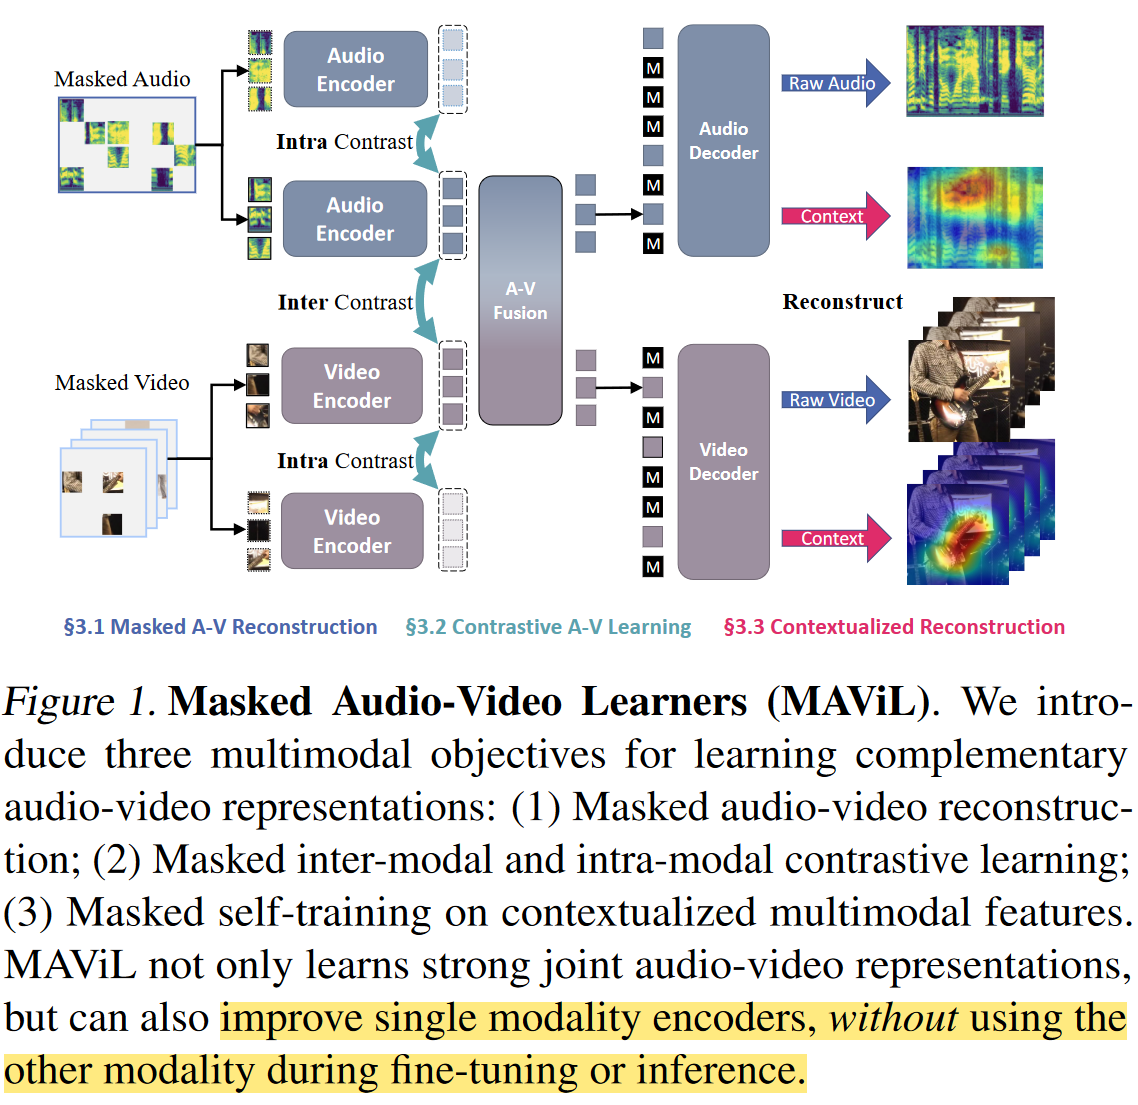 Masked Audio
Audio
Encoder
Intra Contrast
Audio
Encoder
Inter Contrast
Masked Video
Video
Encoder
Intra Contrast
Video
Encoder
A-V
Fusion
M
M
M
M
M
Audio
Decoder
M
M
M
M
M
Video
Decoder
Raw Audio
Context
Reconstruct
Raw Video
Context
§3.1 Masked A-V Reconstruction
§3.2 Contrastive A-V Learning
§3.3 Contextualized Reconstruction
Figure 1. Masked Audio-Video Learners (MAViL). We intro-
duce three multimodal objectives for learning complementary
audio-video representations: (1) Masked audio-video reconstruc-
tion; (2) Masked inter-modal and intra-modal contrastive learning;
(3) Masked self-training on contextualized multimodal features.
MAViL not only learns strong joint audio-video representations,
but can also improve single modality encoders, without using the
other modality during fine-tuning or inference.